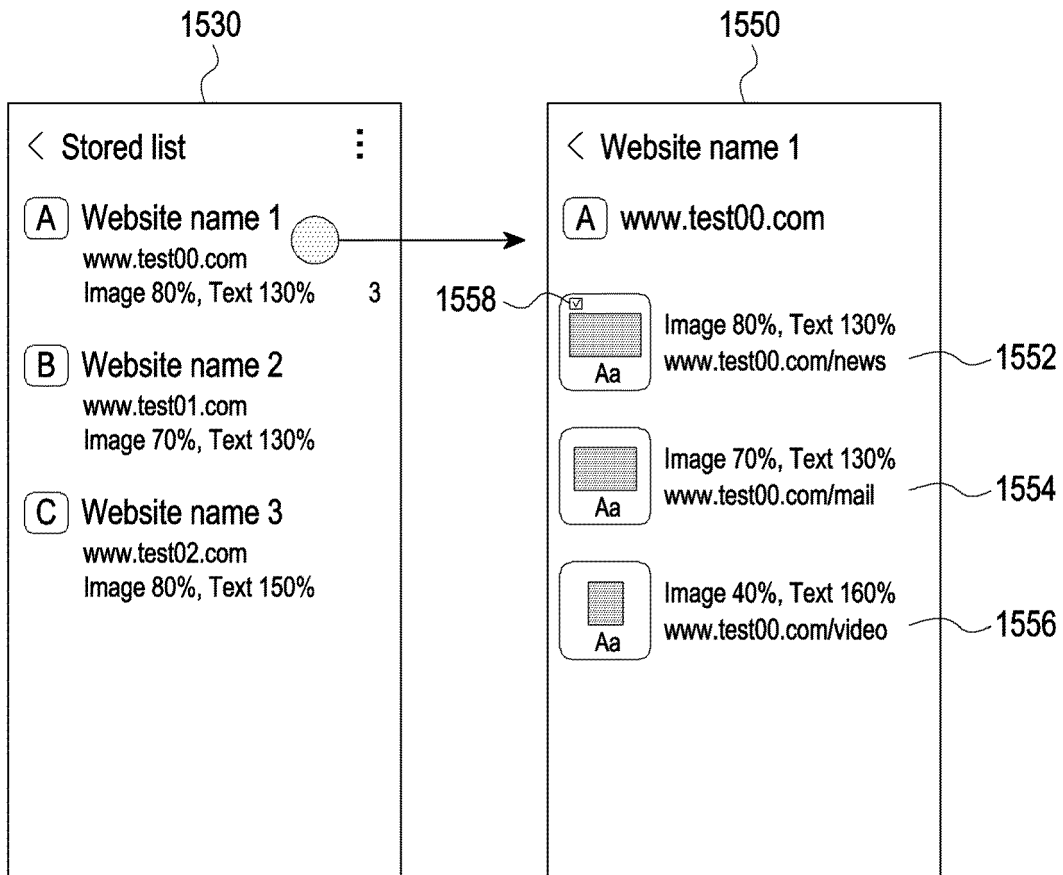 1530
< Stored list
A Website name 1
www.test00.com
Image 80%, Text 130% 3
B Website name 2
www.test01.com
Image 70%, Text 130%
C Website name 3
www.test02.com
Image 80%, Text 150%
1550
< Website name 1
A www.test00.com
1558
Aa
Image 80%, Text 130%
www.test00.com/news
1552
Aa
Image 70%, Text 130%
www.test00.com/mail
1554
Aa
Image 40%, Text 160%
www.test00.com/video
1556